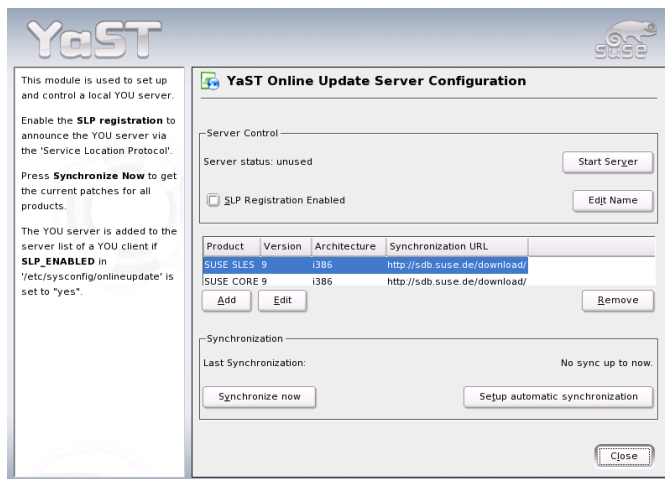 YaST
SUSE
This module is used to set up
and control a local YOU server.
Enable the SLP registration to
announce the YOU server via
the 'Service Location Protocol'.
Press Synchronize Now to get
the current patches for all
products.
The YOU server is added to the
server list of a YOU client if
SLP_ENABLED in
'/etc/sysconfig/onlineupdate' is
set to "yes".
YaST Online Update Server Configuration
Server Control
Server status: unused
Start Server
SLP Registration Enabled
Edit Name
Product Version Architecture Synchronization URL
SUSE SLES 9 i386 http://sdb.suse.de/download/
SUSE CORE 9 i386 http://sdb.suse.de/download/
Add Edit Remove
Synchronization
Last Synchronization: No sync up to now.
Synchronize now Setup automatic synchronization
Close